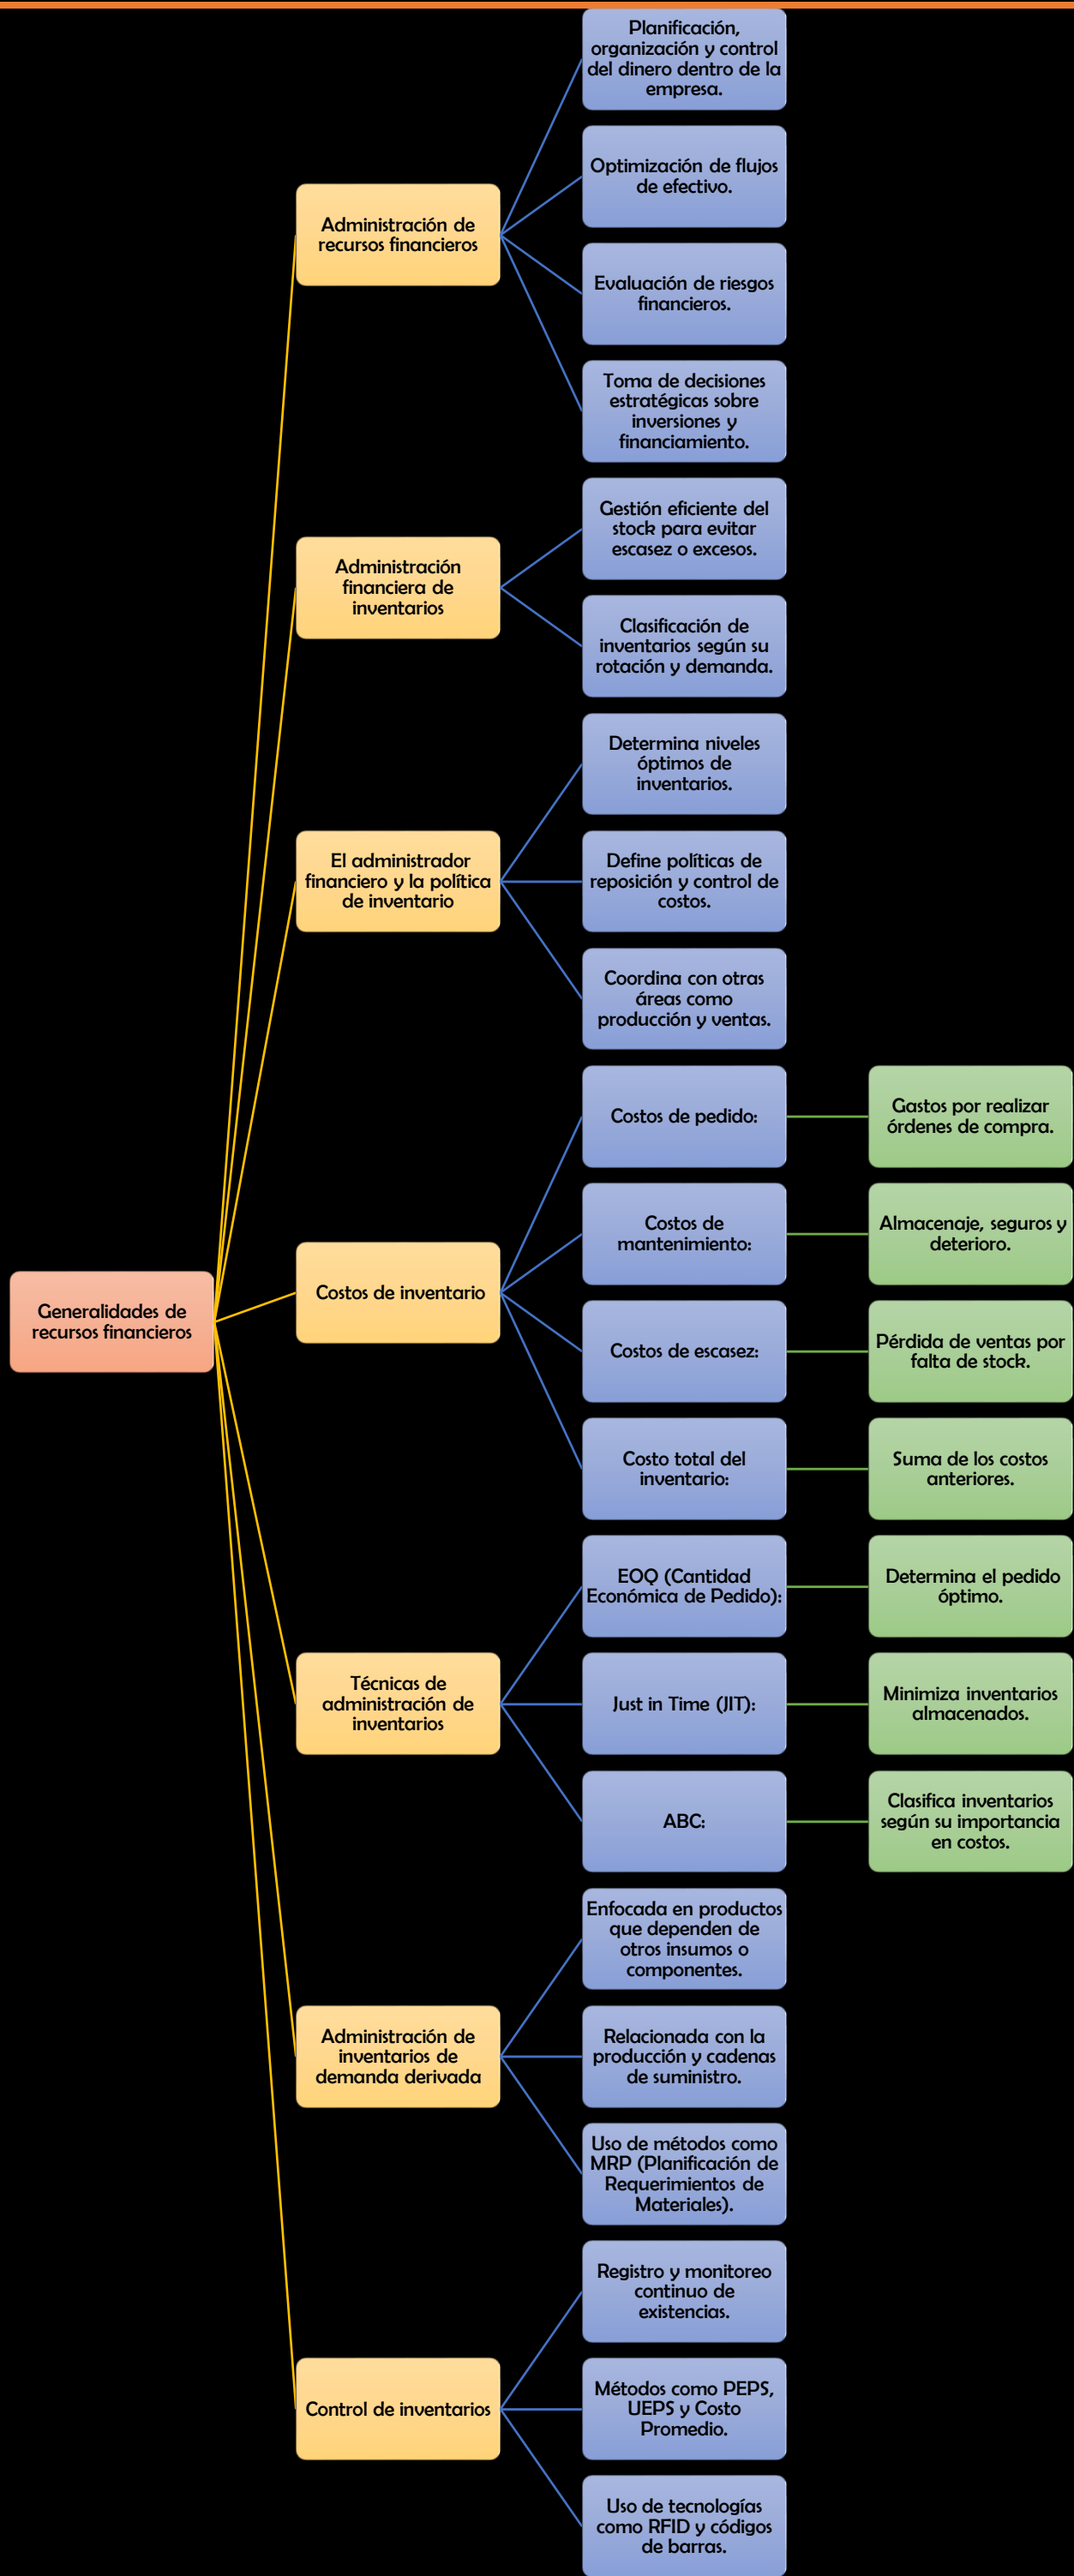 Generalidades de
recursos financieros
Administración de
recursos financieros
Planificación,
organización y control
del dinero dentro de la
empresa.
Optimización de flujos
de efectivo.
Evaluación de riesgos
financieros.
Toma de decisiones
estratégicas sobre
inversiones y
financiamiento.
Administración
financiera de
inventarios
Gestión eficiente del
stock para evitar
escasez o excesos.
Clasificación de
inventarios según su
rotación y demanda.
El administrador
financiero y la política
de inventario
Determina niveles
óptimos de
inventarios.
Define políticas de
reposición y control de
costos.
Coordina con otras
áreas como
producción y ventas.
Costos de inventario
Costos de pedido:
Gastos por realizar
órdenes de compra.
Costos de
mantenimiento:
Almacenaje, seguros y
deterioro.
Costos de escasez:
Pérdida de ventas por
falta de stock.
Costo total del
inventario:
Suma de los costos
anteriores.
Técnicas de
administración de
inventarios
EOQ (Cantidad
Económica de Pedido):
Determina el pedido
óptimo.
Just in Time (JIT):
Minimiza inventarios
almacenados.
ABC:
Clasifica inventarios
según su importancia
en costos.
Administración de
inventarios de
demanda derivada
Enfocada en productos
que dependen de
otros insumos o
componentes.
Relacionada con la
producción y cadenas
de suministro.
Uso de métodos como
MRP (Planificación de
Requerimientos de
Materiales).
Control de inventarios
Registro y monitoreo
continuo de
existencias.
Métodos como PEPS,
UEPS y Costo
Promedio.
Uso de tecnologías
como RFID y códigos
de barras.